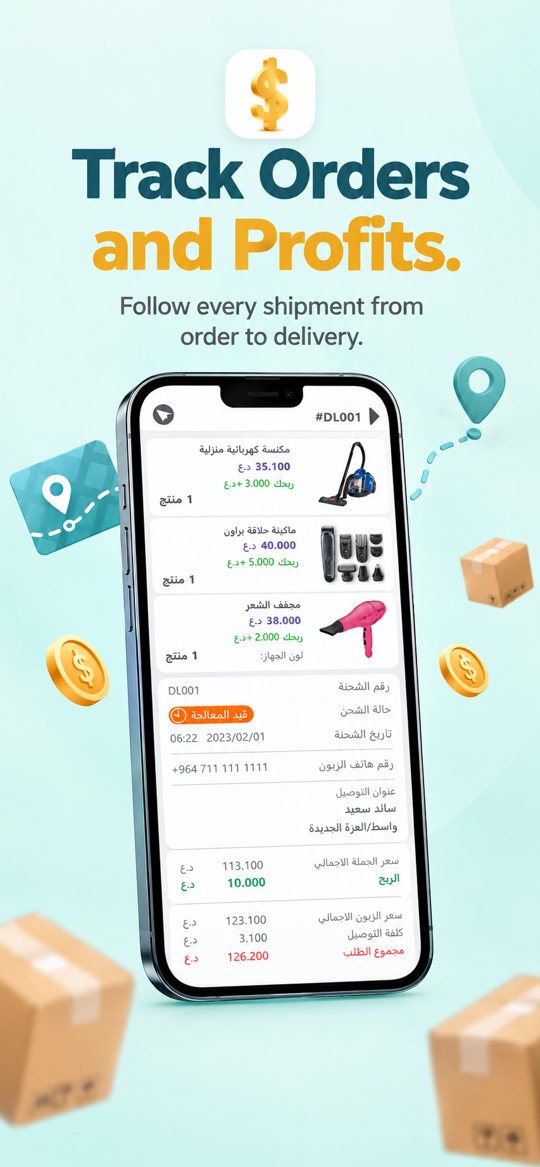 $
Track Orders
and Profits.
Follow every shipment from
order to delivery.
#DL001
مكنسة كهربائية منزلية
35.100 د.ع
ربحك 3.000 +د.ع
1 منتج
ماكينة حلاقة براون
40.000 د.ع
ربحك 5.000 +د.ع
1 منتج
مجفف الشعر
38.000 د.ع
ربحك 2.000 +د.ع
لون الجهاز:
1 منتج
رقم الشحنة DL001
حالة الشحن قيد المعالجة
تاريخ الشحنة 2023/02/01 06:22
رقم هاتف الزبون +964 711 111 1111
عنوان التوصيل
سائد سعيد
واسط/العزة الجديدة
سعر الجملة الاجمالي 113.100 د.ع
الربح 10.000 د.ع
سعر الزبون الاجمالي 123.100 د.ع
كلفة التوصيل 3.100 د.ع
مجموع الطلب 126.200 د.ع
$
$